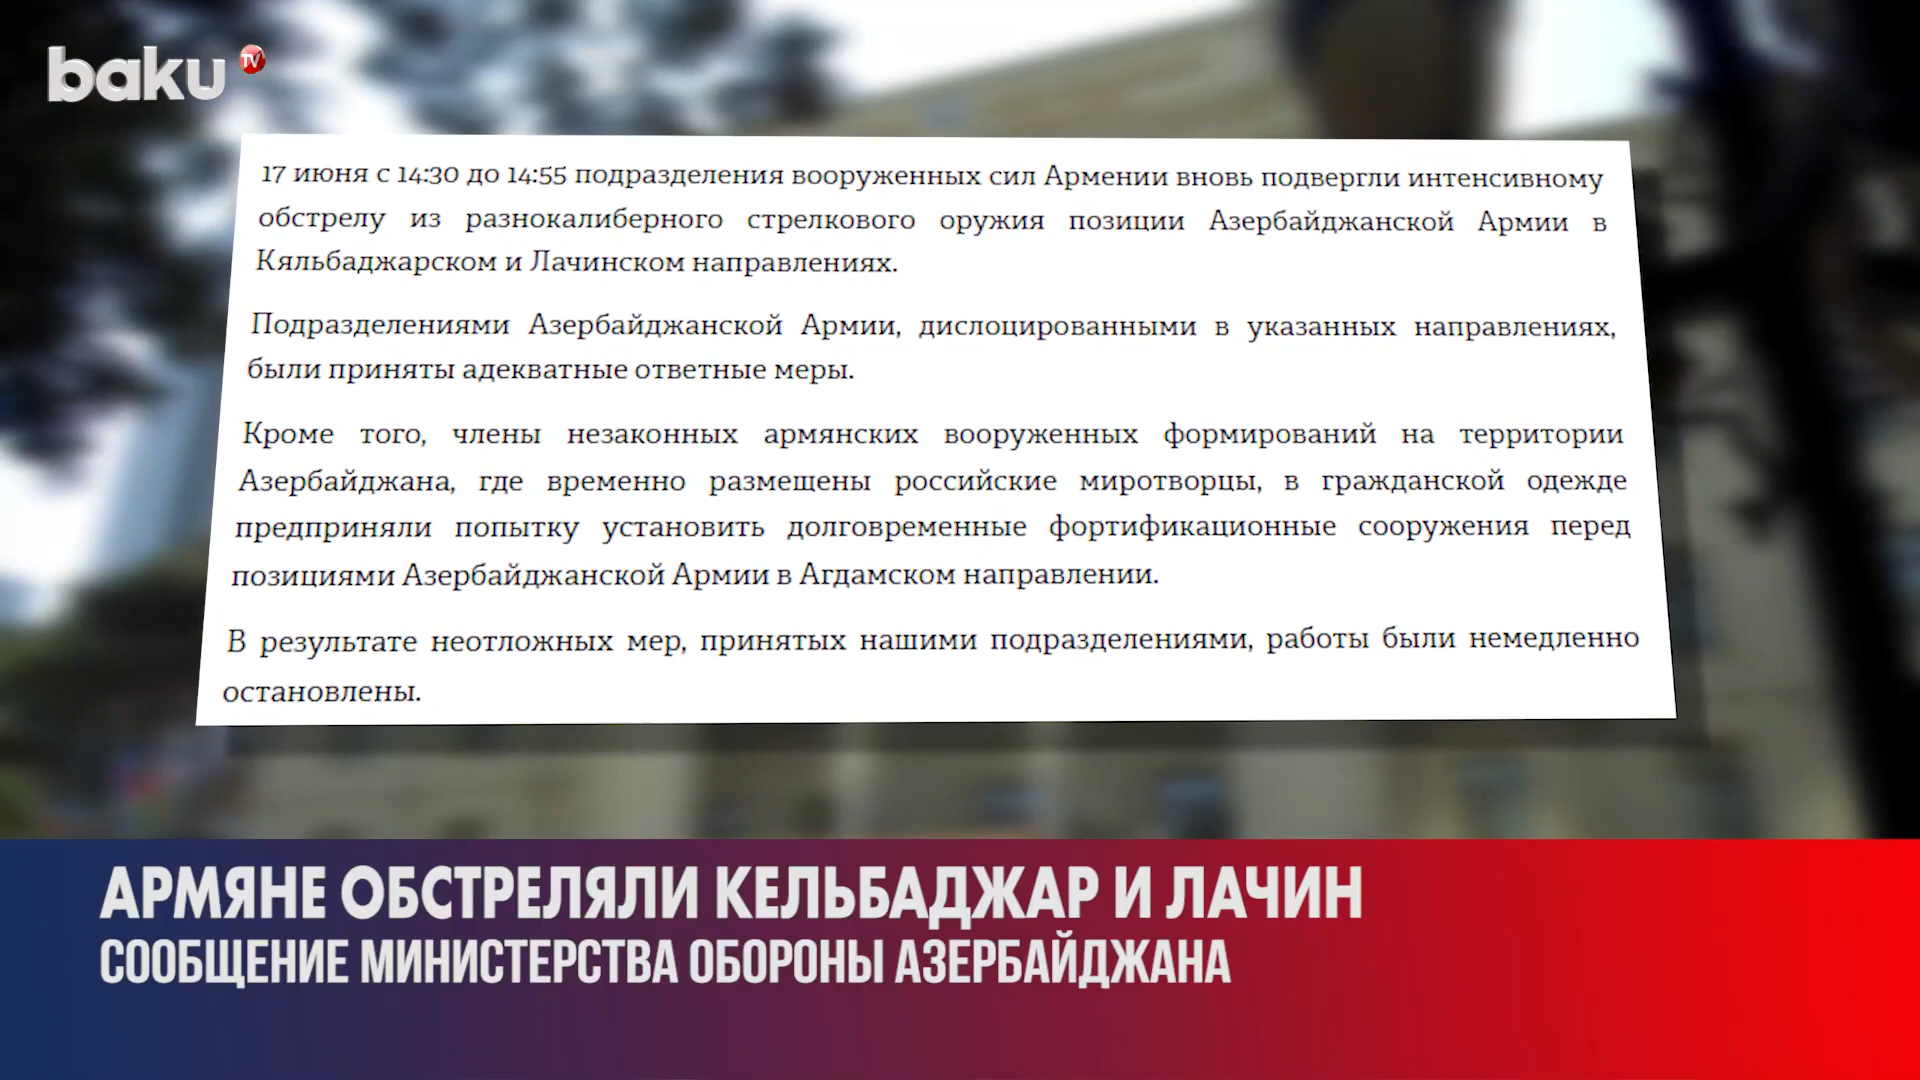 baku TV
17 июня с 14:30 до 14:55 подразделения вооруженных сил Армении вновь подвергли интенсивному
обстрелу из разнокалиберного стрелкового оружия позиции Азербайджанской Армии в
Кяльбаджарском и Лачинском направлениях.
Подразделениями Азербайджанской Армии, дислоцированными в указанных направлениях,
были приняты адекватные ответные меры.
Кроме того, члены незаконных армянских вооруженных формирований на территории
Азербайджана, где временно размещены российские миротворцы, в гражданской одежде
предприняли попытку установить долговременные фортификационные сооружения перед
позициями Азербайджанской Армии в Агдамском направлении.
В результате неотложных мер, принятых нашими подразделениями, работы были немедленно
остановлены.
АРМЯНЕ ОБСТРЕЛЯЛИ КЕЛЬБАДЖАР И ЛАЧИН
СООБЩЕНИЕ МИНИСТЕРСТВА ОБОРОНЫ АЗЕРБАЙДЖАНА